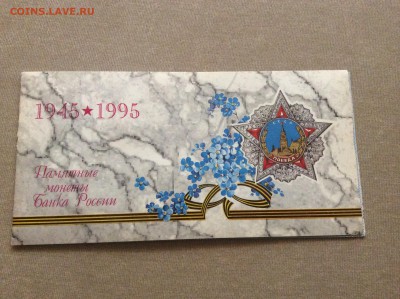 COINS.LAVE.RU
1945★1995
Памятные
монеты
Банка России
ПОБЕДА